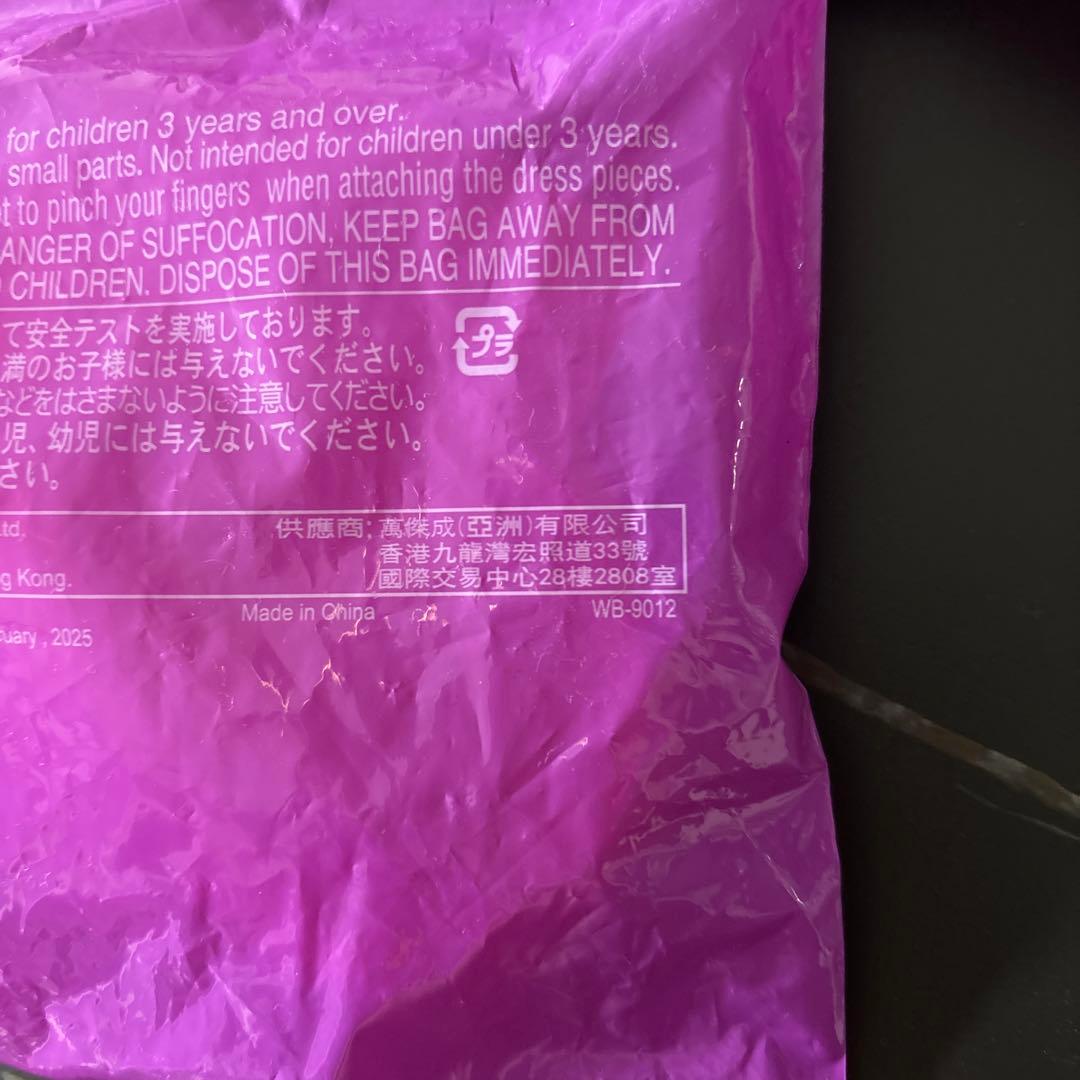 for children 3 years and over.
small parts. Not intended for children under 3 years.
to pinch your fingers when attaching the dress pieces.
DANGER OF SUFFOCATION, KEEP BAG AWAY FROM
CHILDREN. DISPOSE OF THIS BAG IMMEDIATELY.
て安全テストを実施しております。
プラ
満のお子様には与えないでください。
などをはさまないように注意してください。
児、幼児には与えないでください。
さい。
Ltd.
供應商: 萬傑成(亞洲)有限公司
香港九龍灣宏照道33號
Kong.
國際交易中心28樓2808室
Made in China
WB-9012
, 2025